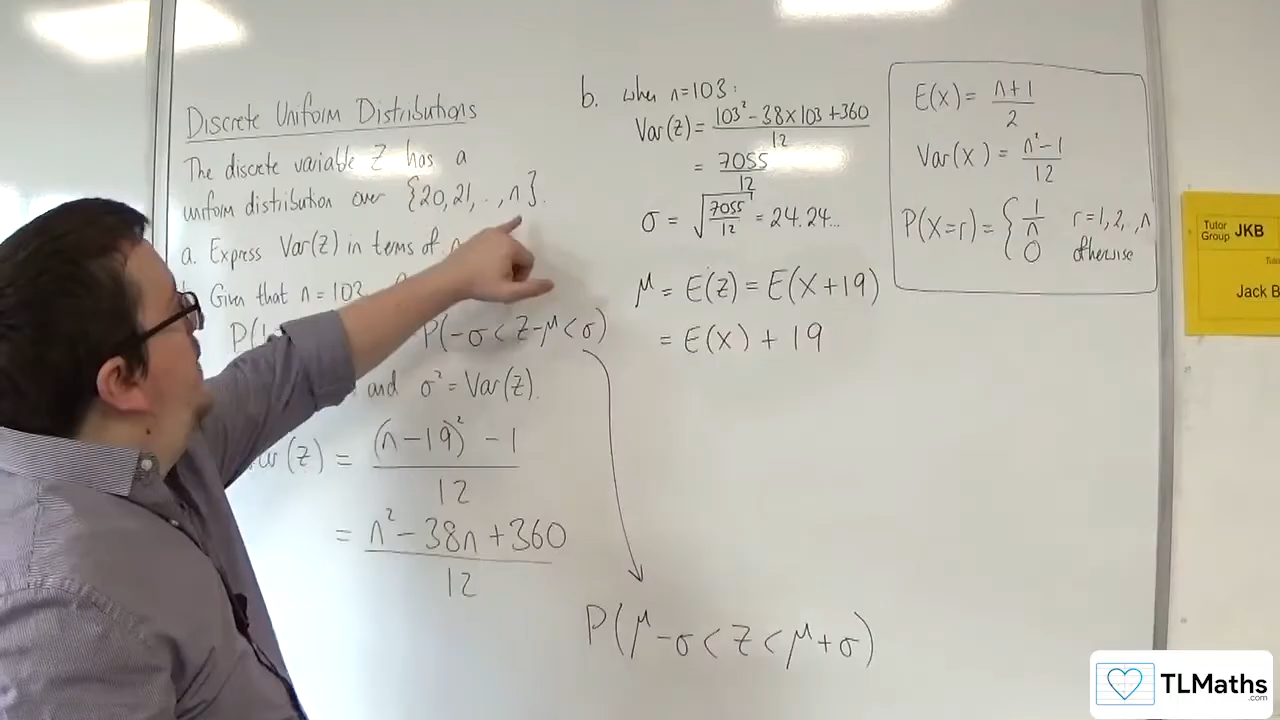 Discrete Uniform Distributions
The discrete variable Z has a
uniform distribution over {20, 21, .., n}.
a. Express Var(Z) in terms of
Given that n = 103
P(-σ < Z-μ < σ)
and σ² = Var(Z).
(Z) = ((n-19)² - 1)/12
= (n² - 38n + 360)/12
b. when n=103:
Var(Z) = (103² - 38×103 + 360)/12
= 7055/12
σ = √(7055/12) = 24.24...
μ = E(Z) = E(X+19)
= E(X) + 19
P(μ-σ < Z < μ+σ)
E(X) = (n+1)/2
Var(X) = (n²-1)/12
P(X=r) = { 1/n r=1,2,..,n
0 otherwise
Tutor
Group JKB
Jack B
TLMaths
.com